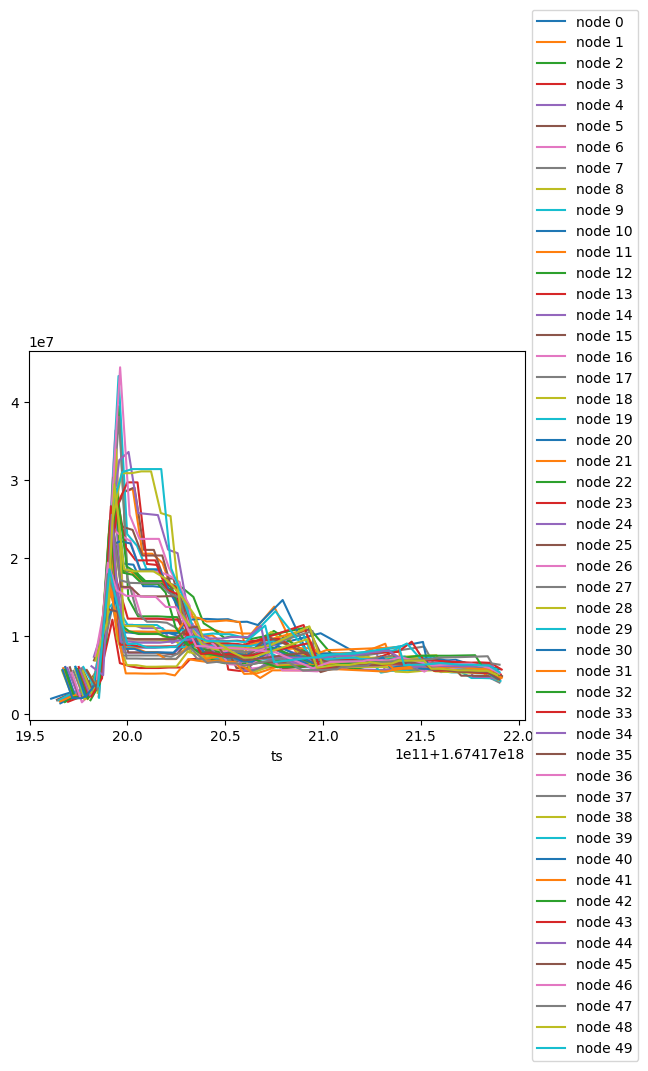 1e7
4
3
2
1
0
19.5 20.0 20.5 21.0 21.5 22.0
1e11+1.67417e18
ts
node 0
node 1
node 2
node 3
node 4
node 5
node 6
node 7
node 8
node 9
node 10
node 11
node 12
node 13
node 14
node 15
node 16
node 17
node 18
node 19
node 20
node 21
node 22
node 23
node 24
node 25
node 26
node 27
node 28
node 29
node 30
node 31
node 32
node 33
node 34
node 35
node 36
node 37
node 38
node 39
node 40
node 41
node 42
node 43
node 44
node 45
node 46
node 47
node 48
node 49